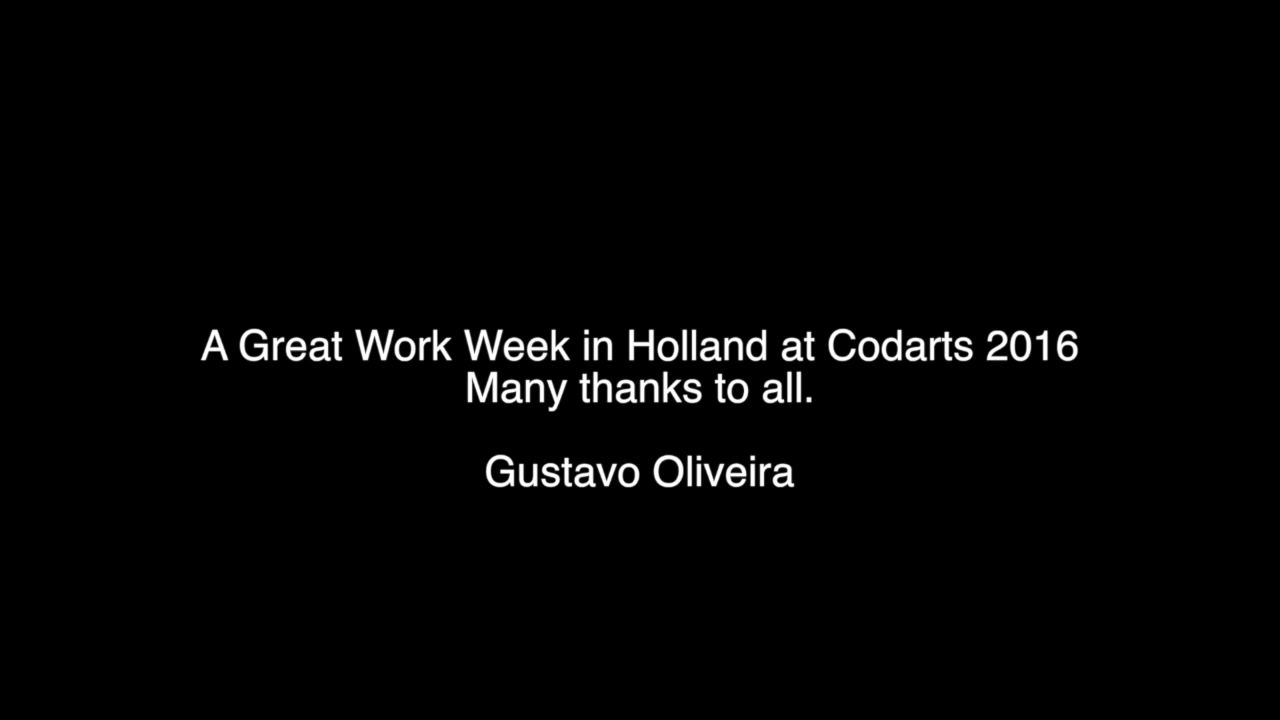 A Great Work Week in Holland at Codarts 2016
Many thanks to all.
Gustavo Oliveira